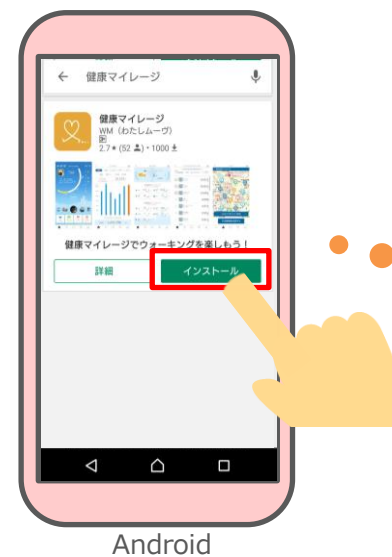 健康マイレージ
健康マイレージ
WM（わたしムーヴ）
2.7★ (52 ) • 1000 ±
健康マイレージでウォーキングを楽しもう！
詳細
インストール
Android